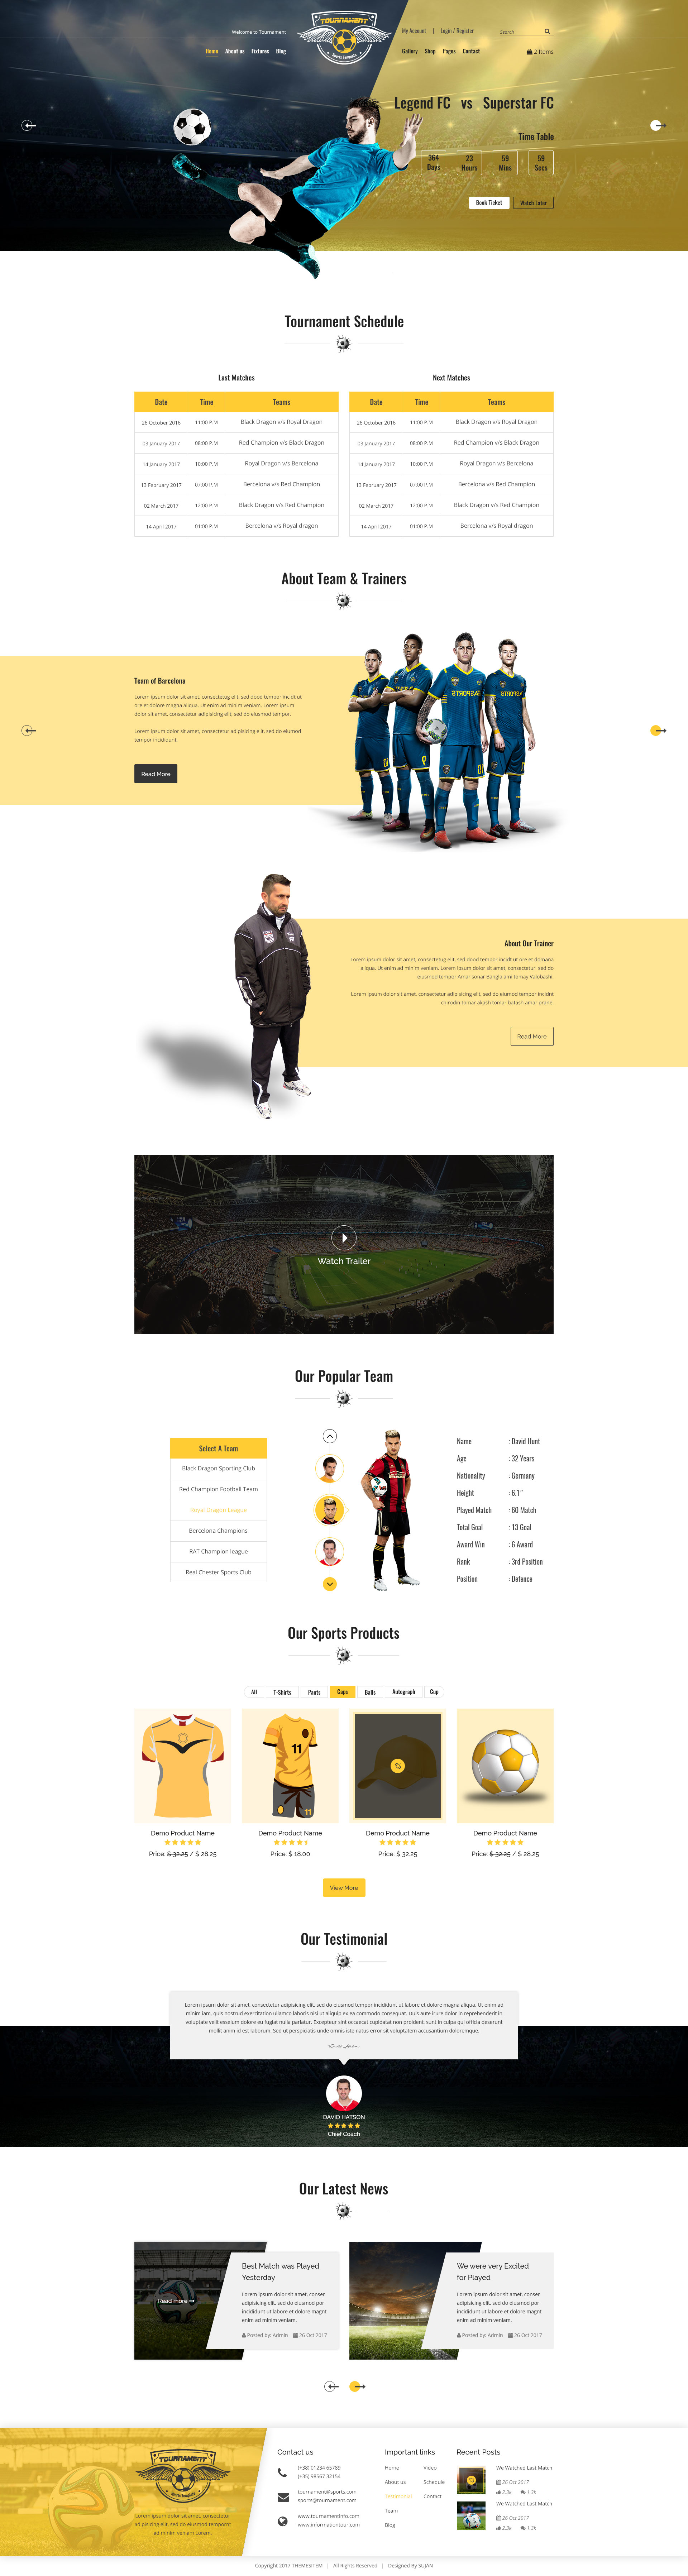 Welcome to Tournament
My Account | Login / Register
Search
TOURNAMENT
Sports Template
Home About us Fixtures Blog
Gallery Shop Pages Contact
2 Items
Legend FC vs Superstar FC
Time Table
364 Days
23 Hours
59 Mins
59 Secs
Book Ticket
Watch Later
Tournament Schedule
Last Matches
Date Time Teams
26 October 2016 11:00 P.M Black Dragon v/s Royal Dragon
03 January 2017 08:00 P.M Red Champion v/s Black Dragon
14 January 2017 10:00 P.M Royal Dragon v/s Bercelona
13 February 2017 07:00 P.M Bercelona v/s Red Champion
02 March 2017 12:00 P.M Black Dragon v/s Red Champion
14 April 2017 01:00 P.M Bercelona v/s Royal dragon
Next Matches
Date Time Teams
26 October 2016 11:00 P.M Black Dragon v/s Royal Dragon
03 January 2017 08:00 P.M Red Champion v/s Black Dragon
14 January 2017 10:00 P.M Royal Dragon v/s Bercelona
13 February 2017 07:00 P.M Bercelona v/s Red Champion
02 March 2017 12:00 P.M Black Dragon v/s Red Champion
14 April 2017 01:00 P.M Bercelona v/s Royal dragon
About Team & Trainers
Team of Barcelona
Lorem ipsum dolor sit amet, consectetug elit, sed dood tempor incidt ut
ore et dolore magna aliqua. Ut enim ad minim veniam. Lorem ipsum
dolor sit amet, consectetur adipisicing elit, sed do eiusmod tempor.
Lorem ipsum dolor sit amet, consectetur adipisicing elit, sed do eiumod
tempor incididunt.
Read More
About Our Trainer
Lorem ipsum dolor sit amet, consectetug elit, sed dood tempor incidt ut ore et domana
aliqua. Ut enim ad minim veniam. Lorem ipsum dolor sit amet, consectetur sed do
eiusmod tempor Amar sonar Bangla ami tomay Valobashi.
Lorem ipsum dolor sit amet, consectetur adipisicing elit, sed do eiumod tempor incidnt
chirodin tomar akash tomar batash amar prane.
Read More
Watch Trailer
Our Popular Team
Select A Team
Black Dragon Sporting Club
Red Champion Football Team
Royal Dragon League
Bercelona Champions
RAT Champion league
Real Chester Sports Club
Name : David Hunt
Age : 32 Years
Nationality : Germany
Height : 6.1"
Played Match : 60 Match
Total Goal : 13 Goal
Award Win : 6 Award
Rank : 3rd Position
Position : Defence
Our Sports Products
All T-Shirts Pants Caps Balls Autograph Cup
11
11
Demo Product Name
Price: $ 32.25 / $ 28.25
Demo Product Name
Price: $ 18.00
Demo Product Name
Price: $ 32.25
Demo Product Name
Price: $ 32.25 / $ 28.25
View More
Our Testimonial
Lorem ipsum dolor sit amet, consectetur adipisicing elit, sed do eiusmod tempor incididunt ut labore et dolore magna aliqua. Ut enim ad
minim iam, quis nostrud exercitation ullamco laboris nisi ut aliquip ex ea commodo consequat. Duis aute irure dolor in reprehenderit in
voluptate velit esselum dolore eu fugiat nulla pariatur. Excepteur sint occaecat cupidatat non proident, sunt in culpa qui officia deserunt
mollit anim id est laborum. Sed ut perspiciatis unde omnis iste natus error sit voluptatem accusantium doloremque.
DAVID HATSON
Chief Coach
Our Latest News
Read more
Best Match was Played
Yesterday
Lorem ipsum dolor sit amet, conser
adipisicing elit, sed do eiusmod por
incididunt ut labore et dolore magnt
enim ad minim veniam.
Posted by: Admin 26 Oct 2017
We were very Excited
for Played
Lorem ipsum dolor sit amet, conser
adipisicing elit, sed do eiusmod por
incididunt ut labore et dolore magnt
enim ad minim veniam.
Posted by: Admin 26 Oct 2017
TOURNAMENT
Sports Template
Lorem ipsum dolor sit amet, consectetur
adipisicing elit, sed do eiusmod temport
ad minim veniam Lorem.
Contact us
(+38) 01234 65789
(+35) 98567 32154
tournament@sports.com
sports@tournament.com
www.tournamentinfo.com
www.informationtour.com
Important links
Home
About us
Testimonial
Team
Blog
Video
Schedule
Contact
Recent Posts
We Watched Last Match
26 Oct 2017
2.3k 1.3k
We Watched Last Match
26 Oct 2017
2.3k 1.3k
Copyright 2017 THEMESITEM | All Rights Reserved | Designed By SUJAN